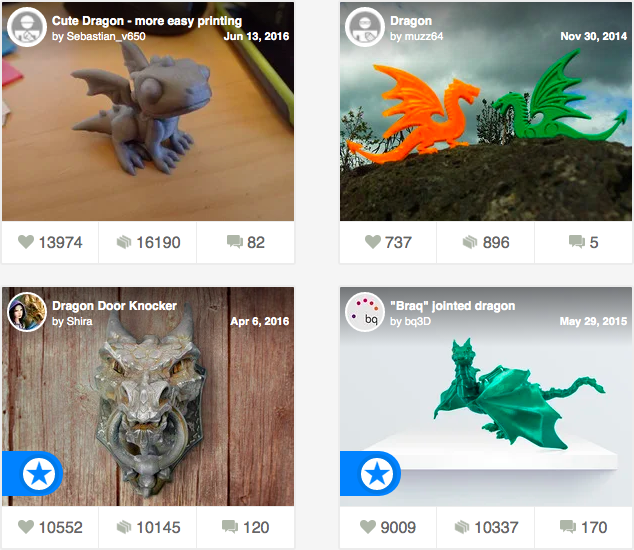 Cute Dragon - more easy printing
by Sebastian_v650
Jun 13, 2016
13974
16190
82
Dragon
by muzz64
Nov 30, 2014
737
896
5
Dragon Door Knocker
by Shira
Apr 6, 2016
10552
10145
120
"Braq" jointed dragon
by bq3D
May 29, 2015
bq
9009
10337
170